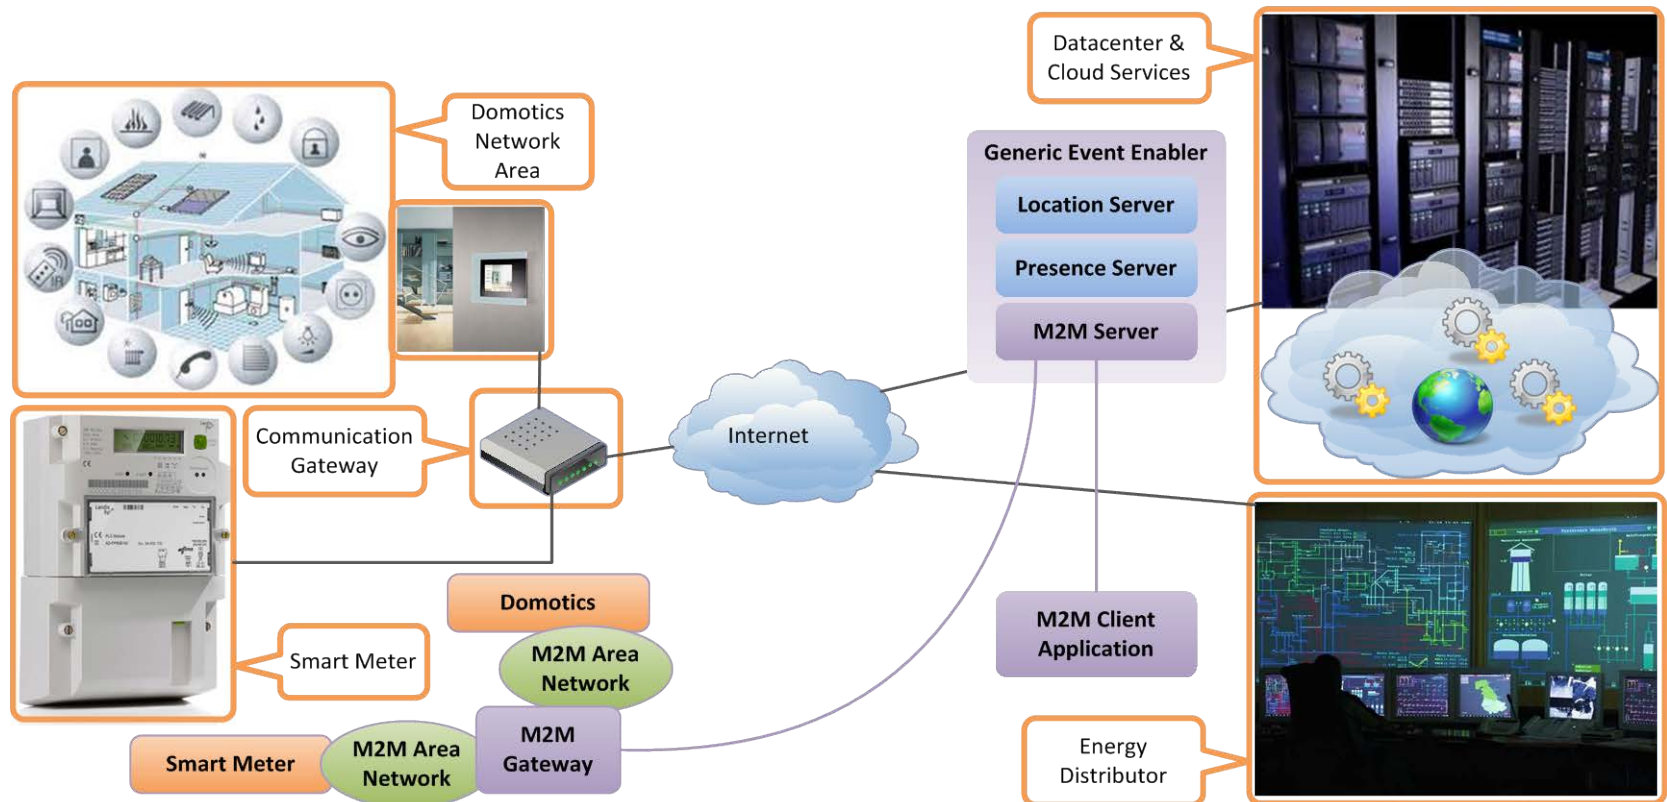 Datacenter &
Cloud Services
Domotics
Network
Area
Generic Event Enabler
Location Server
Presence Server
M2M Server
IR
Communication
Gateway
Internet
Domotics
M2M Area
Network
M2M Client
Application
Smart Meter
M2M
Gateway
M2M Area
Network
Smart Meter
Energy
Distributor